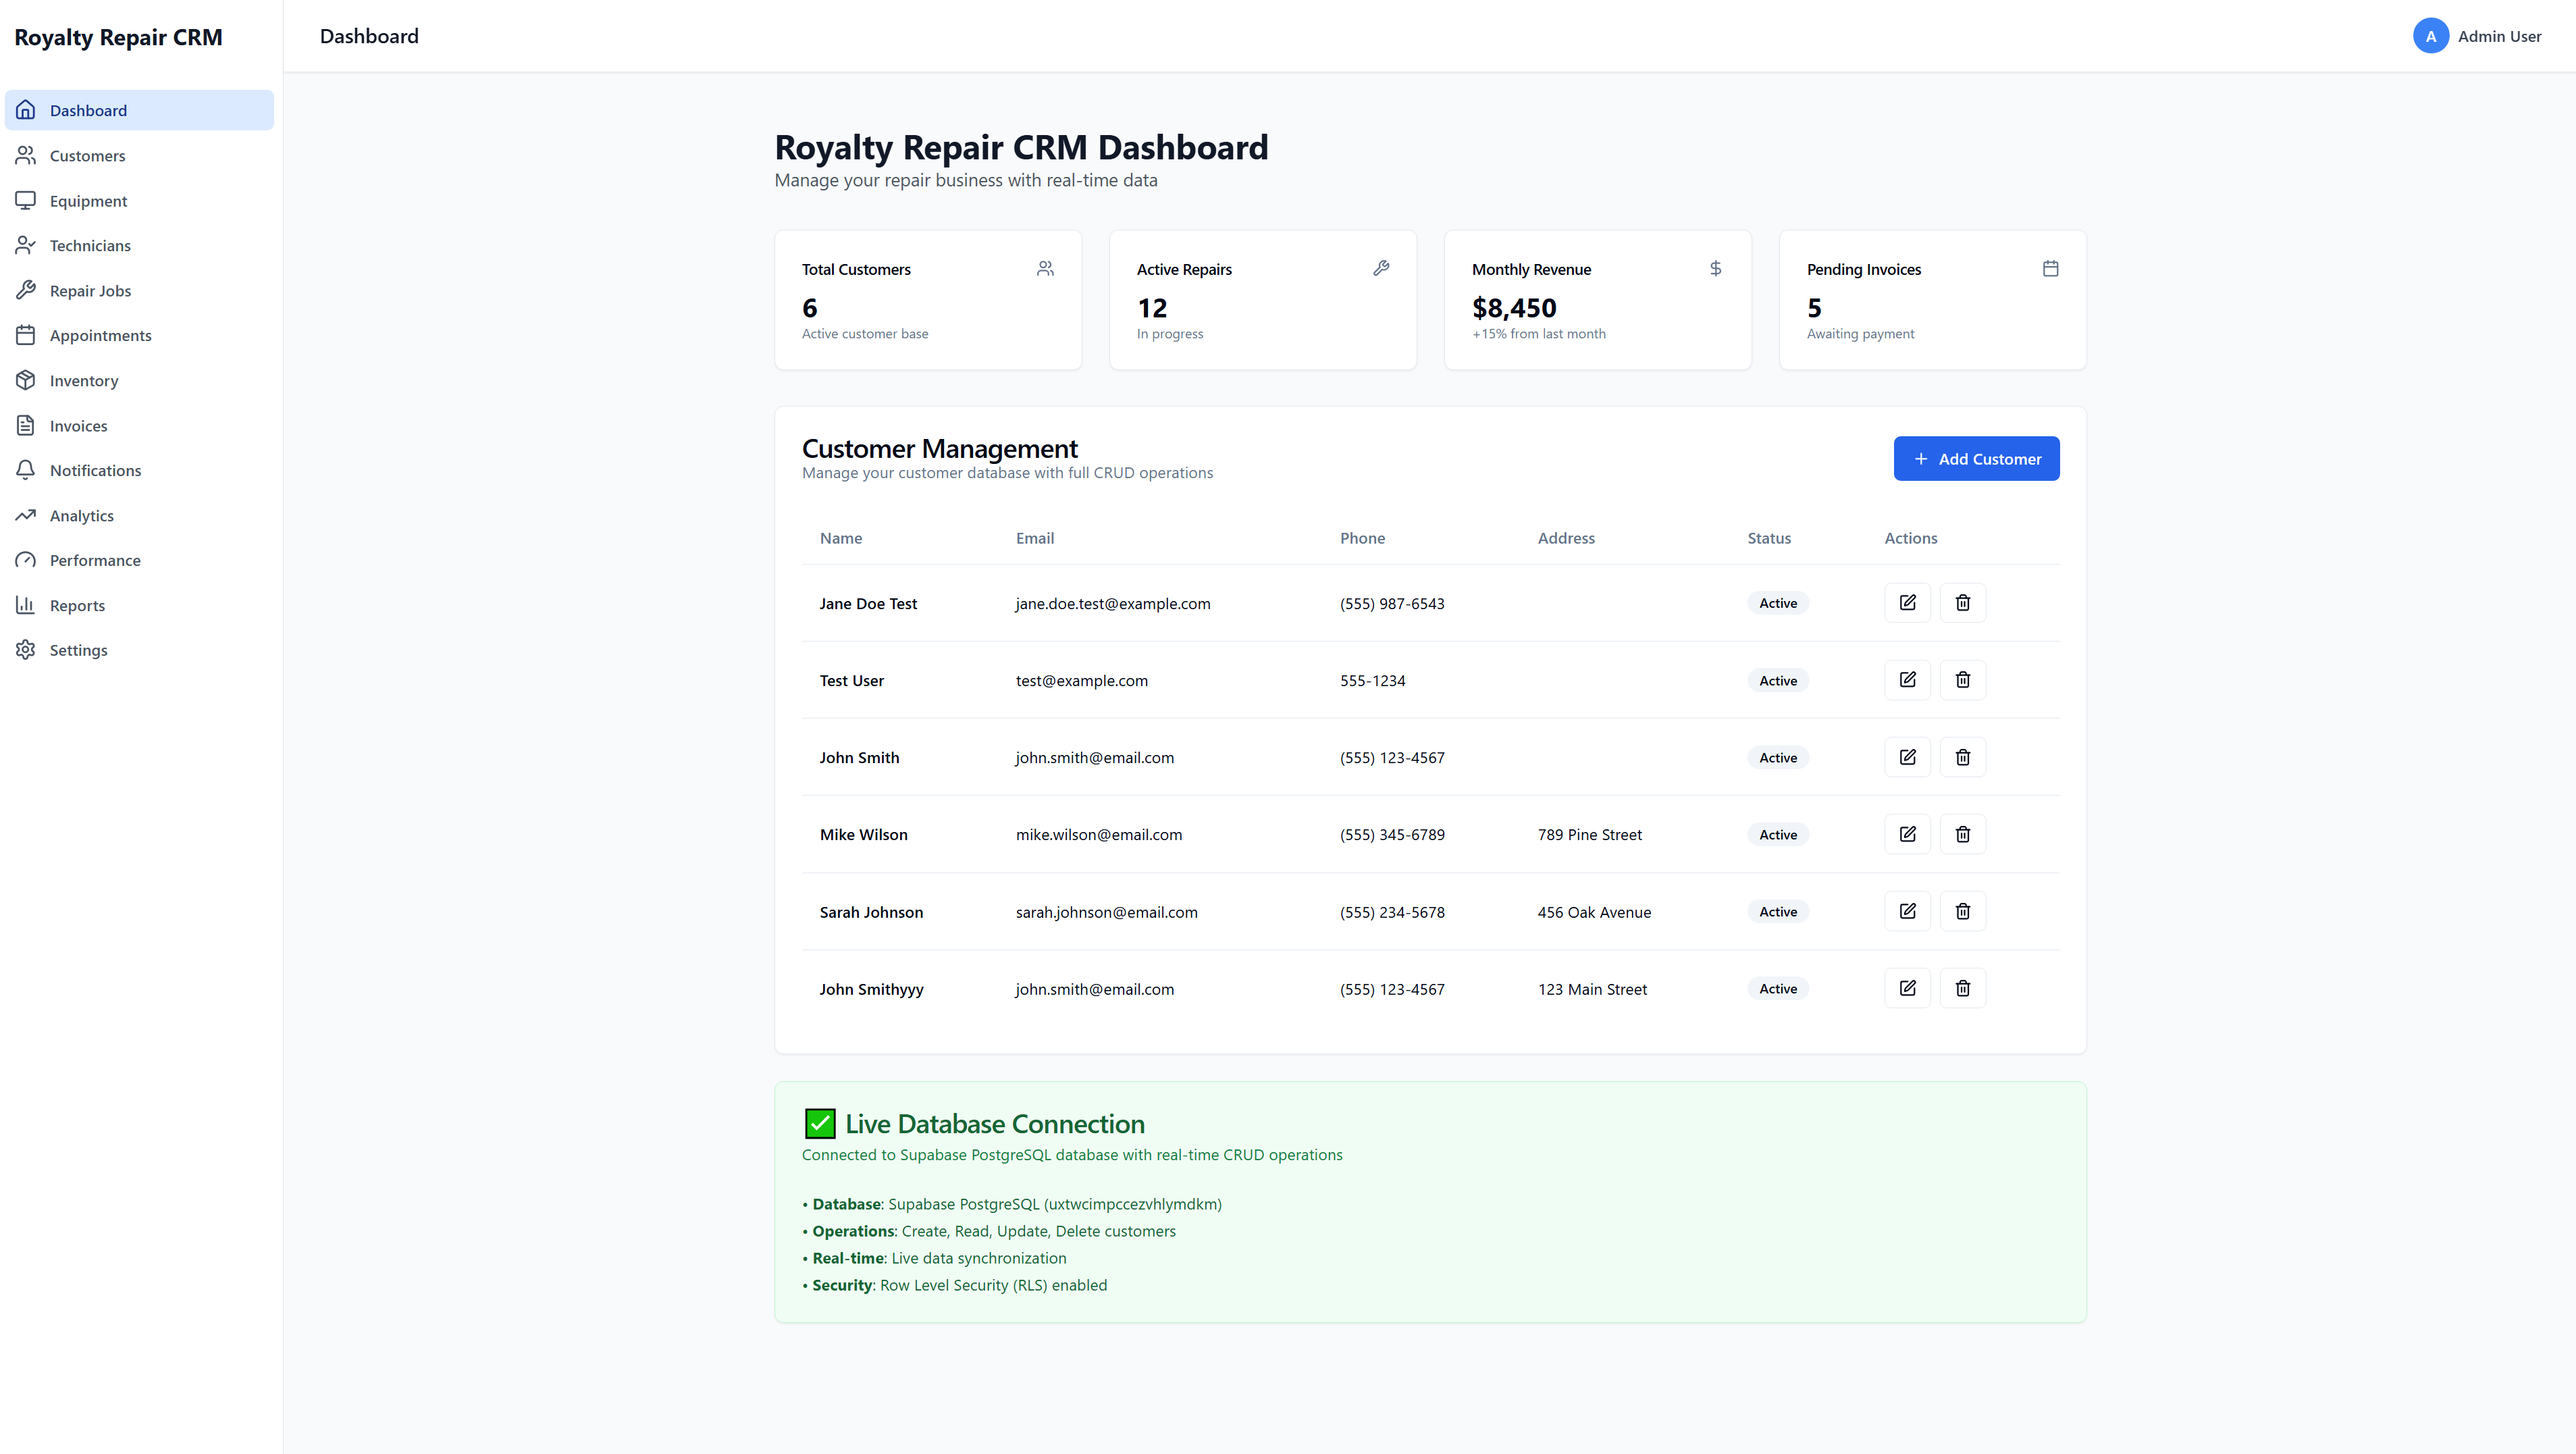 Royalty Repair CRM
Dashboard
A Admin User
Dashboard
Customers
Equipment
Technicians
Repair Jobs
Appointments
Inventory
Invoices
Notifications
Analytics
Performance
Reports
Settings
Royalty Repair CRM Dashboard
Manage your repair business with real-time data
Total Customers
6
Active customer base
Active Repairs
12
In progress
Monthly Revenue
$
$8,450
+15% from last month
Pending Invoices
5
Awaiting payment
Customer Management
Manage your customer database with full CRUD operations
+ Add Customer
Name Email Phone Address Status Actions
Jane Doe Test jane.doe.test@example.com (555) 987-6543 Active
Test User test@example.com 555-1234 Active
John Smith john.smith@email.com (555) 123-4567 Active
Mike Wilson mike.wilson@email.com (555) 345-6789 789 Pine Street Active
Sarah Johnson sarah.johnson@email.com (555) 234-5678 456 Oak Avenue Active
John Smithyyy john.smith@email.com (555) 123-4567 123 Main Street Active
✅ Live Database Connection
Connected to Supabase PostgreSQL database with real-time CRUD operations
• Database: Supabase PostgreSQL (uxtwcimpccezvhlymdkm)
• Operations: Create, Read, Update, Delete customers
• Real-time: Live data synchronization
• Security: Row Level Security (RLS) enabled